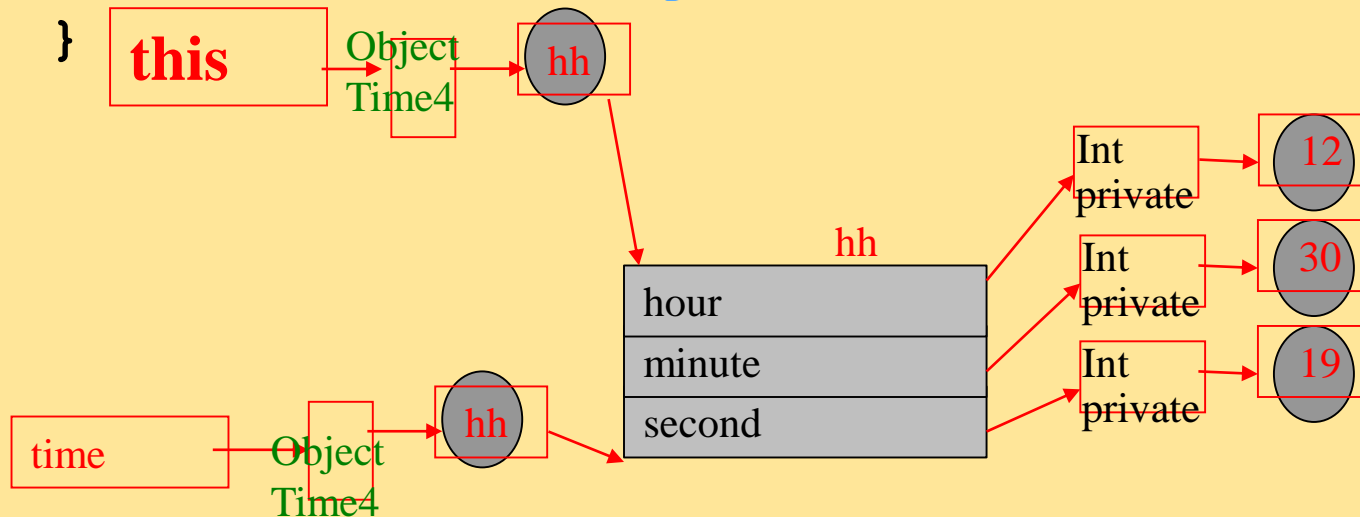 }
this
Object
Time4
hh
Int
private
12
hh
Int
private
30
hour
minute
second
Int
private
19
time
Object
Time4
hh